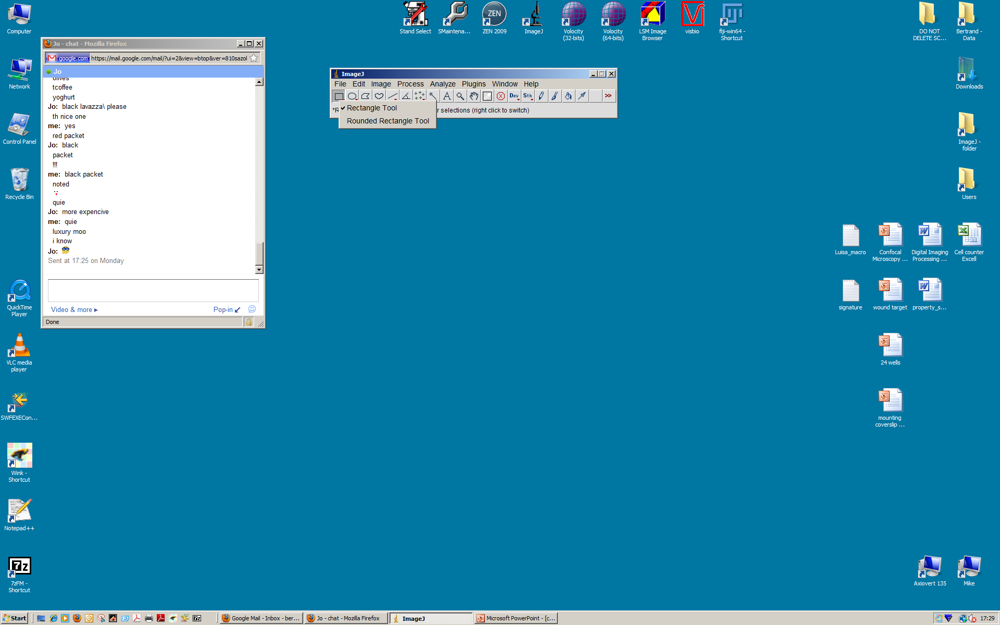 Computer
Network
Control Panel
Recycle Bin
QuickTime
Player
VLC media
player
SWFEXECon...
Wink -
Shortcut
Notepad++
7z
7zFM -
Shortcut
Jo - chat - Mozilla Firefox
google.com https://mail.google.com/mail/?ui=2&view=btop&ver=810sazol
Jo
olives
tcoffee
yoghurt
Jo: black lavazza\ please
th nice one
me: yes
red packet
Jo: black
packet
!!!
me: black packet
noted
quie
Jo: more expencive
me: quie
luxury moo
i know
Jo:
Sent at 17:25 on Monday
Video & more
Pop-in
Done
Stand Select
SMaintena...
ZEN
ZEN 2009
ImageJ
Volocity
(32-bits)
Volocity
(64-bits)
LSM Image
Browser
visbio
fiji-win64 -
Shortcut
DO NOT
DELETE SC...
Bertrand -
Data
Downloads
ImageJ -
folder
Users
ImageJ
File Edit Image Process Analyze Plugins Window Help
A Dev Stk >>
*R r selections (right click to switch)
Rectangle Tool
Rounded Rectangle Tool
Luisa_macro
Confocal
Microscopy ...
Digital Imaging
Processing ...
Cell counter
Excell
signature
wound target
property_s...
24 wells
mounting
coverslip ...
Axiovert 135
Mike
Start
7z
Google Mail - Inbox - ber...
Jo - chat - Mozilla Firefox
ImageJ
Microsoft PowerPoint - [c...
17:29